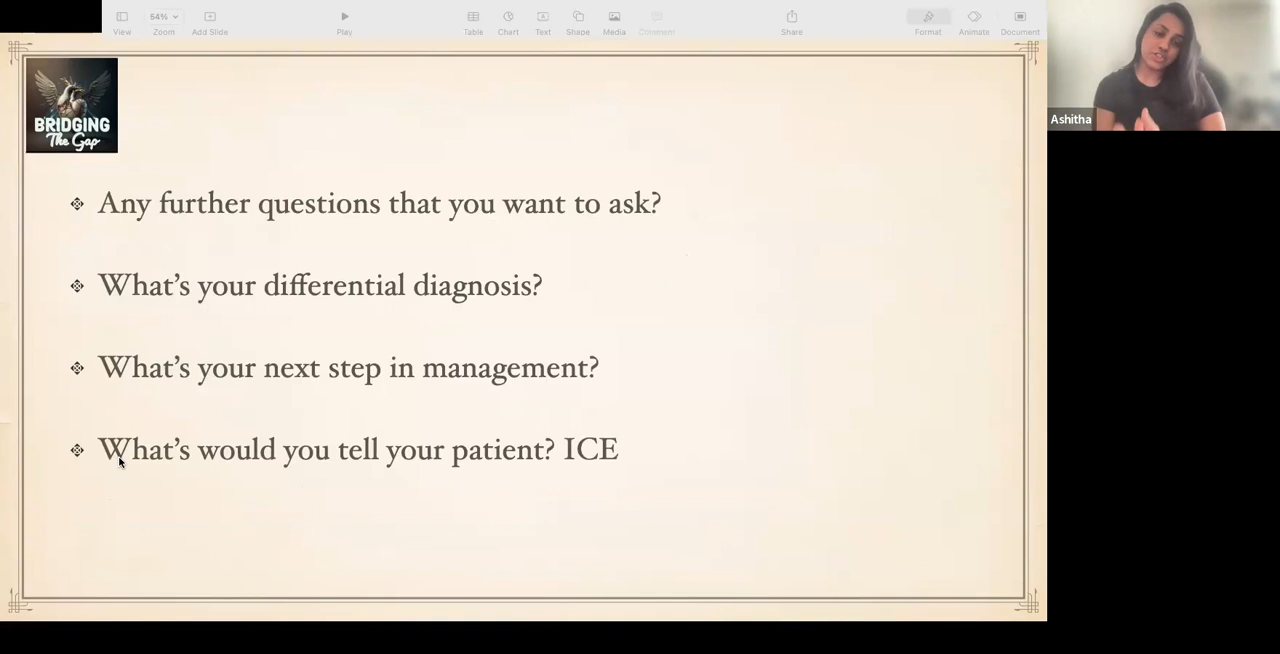 View
64%
Zoom
Add Slide
Play
Table
Chart
Text
Shape
Media
Comment
Share
Format
Animate
Document
BRIDGING
The Gap
Ashitha
Any further questions that you want to ask?
What’s your differential diagnosis?
What’s your next step in management?
What’s would you tell your patient? ICE